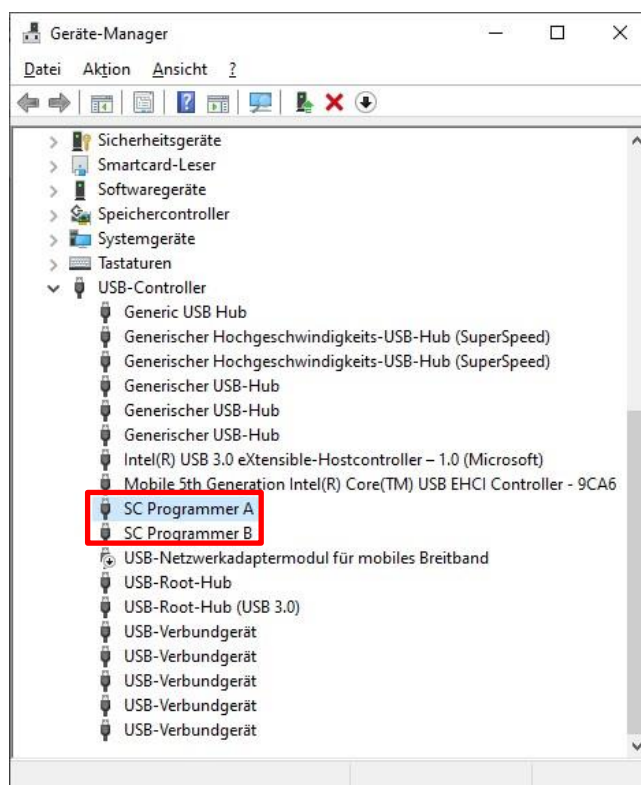 Geräte-Manager
Datei Aktion Ansicht ?
Sicherheitsgeräte
Smartcard-Leser
Softwaregeräte
Speichercontroller
Systemgeräte
Tastaturen
USB-Controller
Generic USB Hub
Generischer Hochgeschwindigkeits-USB-Hub (SuperSpeed)
Generischer Hochgeschwindigkeits-USB-Hub (SuperSpeed)
Generischer USB-Hub
Generischer USB-Hub
Generischer USB-Hub
Intel(R) USB 3.0 eXtensible-Hostcontroller – 1.0 (Microsoft)
Mobile 5th Generation Intel(R) Core(TM) USB EHCI Controller - 9CA6
SC Programmer A
SC Programmer B
USB-Netzwerkadaptermodul für mobiles Breitband
USB-Root-Hub
USB-Root-Hub (USB 3.0)
USB-Verbundgerät
USB-Verbundgerät
USB-Verbundgerät
USB-Verbundgerät
USB-Verbundgerät